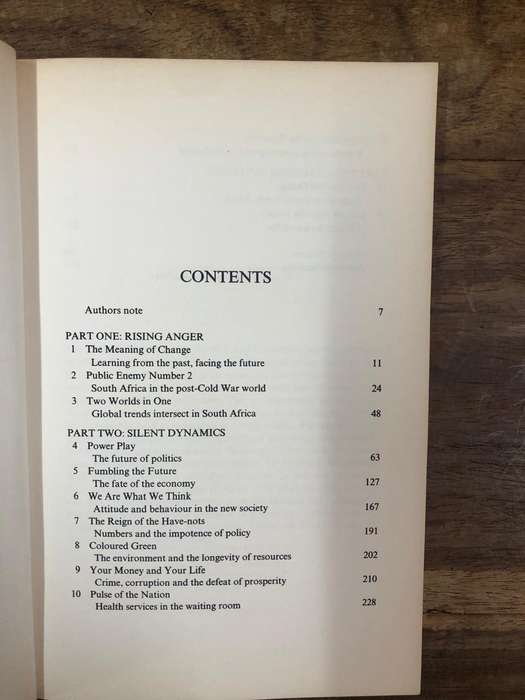 CONTENTS
Authors note 7
PART ONE: RISING ANGER
1 The Meaning of Change
Learning from the past, facing the future 11
2 Public Enemy Number 2
South Africa in the post-Cold War world 24
3 Two Worlds in One
Global trends intersect in South Africa 48
PART TWO: SILENT DYNAMICS
4 Power Play
The future of politics 63
5 Fumbling the Future
The fate of the economy 127
6 We Are What We Think
Attitude and behaviour in the new society 167
7 The Reign of the Have-nots
Numbers and the impotence of policy 191
8 Coloured Green
The environment and the longevity of resources 202
9 Your Money and Your Life
Crime, corruption and the defeat of prosperity 210
10 Pulse of the Nation
Health services in the waiting room 228